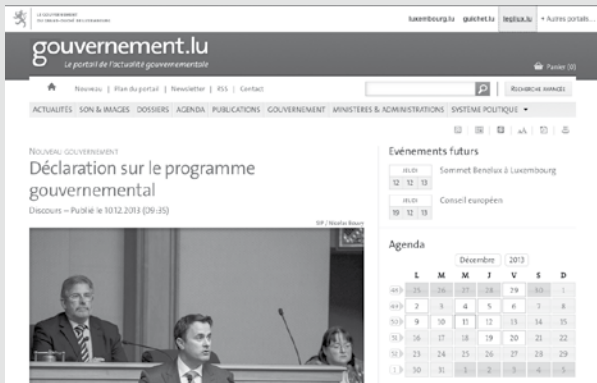 LE GOUVERNEMENT
DU GRAND-DUCHÉ DE LUXEMBOURG
luxembourg.lu guichet.lu legilux.lu + Autres portails...
gouvernement.lu
Le portail de l'actualité gouvernementale
Panier (0)
Nouveau | Plan du portail | Newsletter | RSS | Contact
RECHERCHE AVANCÉE
ACTUALITÉS SON & IMAGES DOSSIERS AGENDA PUBLICATIONS GOUVERNEMENT MINISTÈRES & ADMINISTRATIONS SYSTÈME POLITIQUE
NOUVEAU GOUVERNEMENT
Déclaration sur le programme
gouvernemental
Discours – Publié le 10.12.2013 (09:35)
SIP / Nicolas Bouvy
Evénements futurs
JEUDI
12 12 13
Sommet Benelux à Luxembourg
JEUDI
19 12 13
Conseil européen
Agenda
Décembre 2013
L M M J V S D
48 25 26 27 28 29 30 1
49 2 3 4 5 6 7 8
50 9 10 11 12 13 14 15
51 16 17 18 19 20 21 22
52 23 24 25 26 27 28 29
1 30 31 1 2 3 4 5